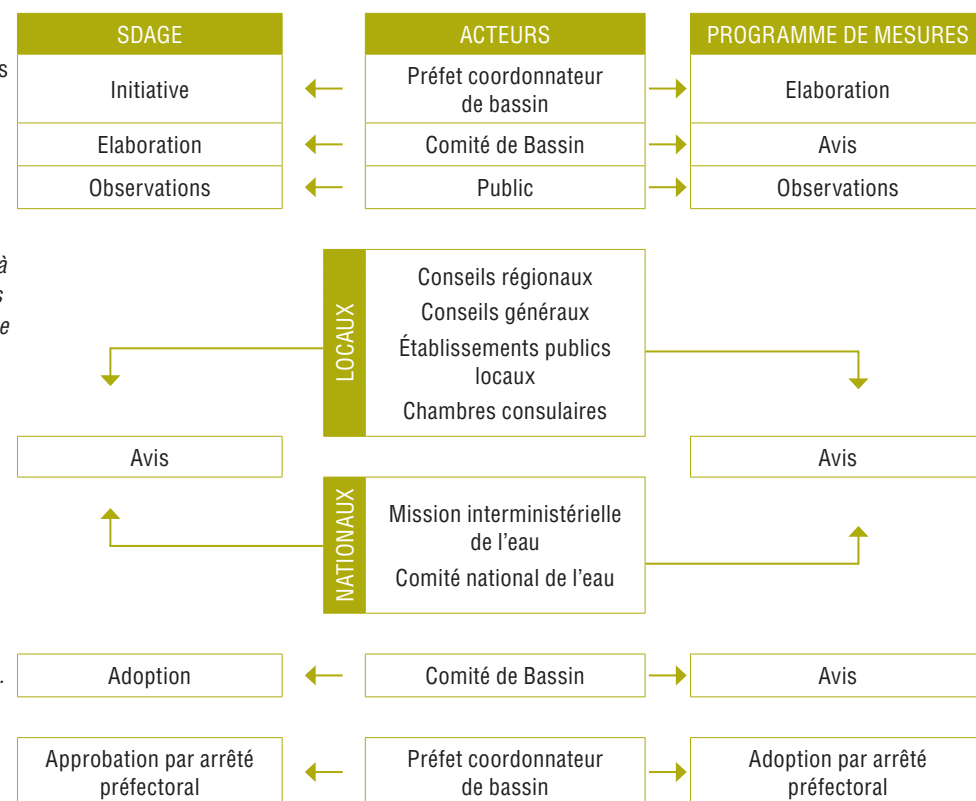 SDAGE
ACTEURS
PROGRAMME DE MESURES
s
Initiative
Préfet coordonnateur
de bassin
Elaboration
Elaboration
Comité de Bassin
Avis
Observations
Public
Observations
à
s
e
LOCAUX
Conseils régionaux
Conseils généraux
Établissements publics
locaux
Chambres consulaires
Avis
Avis
NATIONAUX
Mission interministérielle
de l'eau
Comité national de l'eau
.
Adoption
Comité de Bassin
Avis
Approbation par arrêté
préfectoral
Préfet coordonnateur
de bassin
Adoption par arrêté
préfectoral